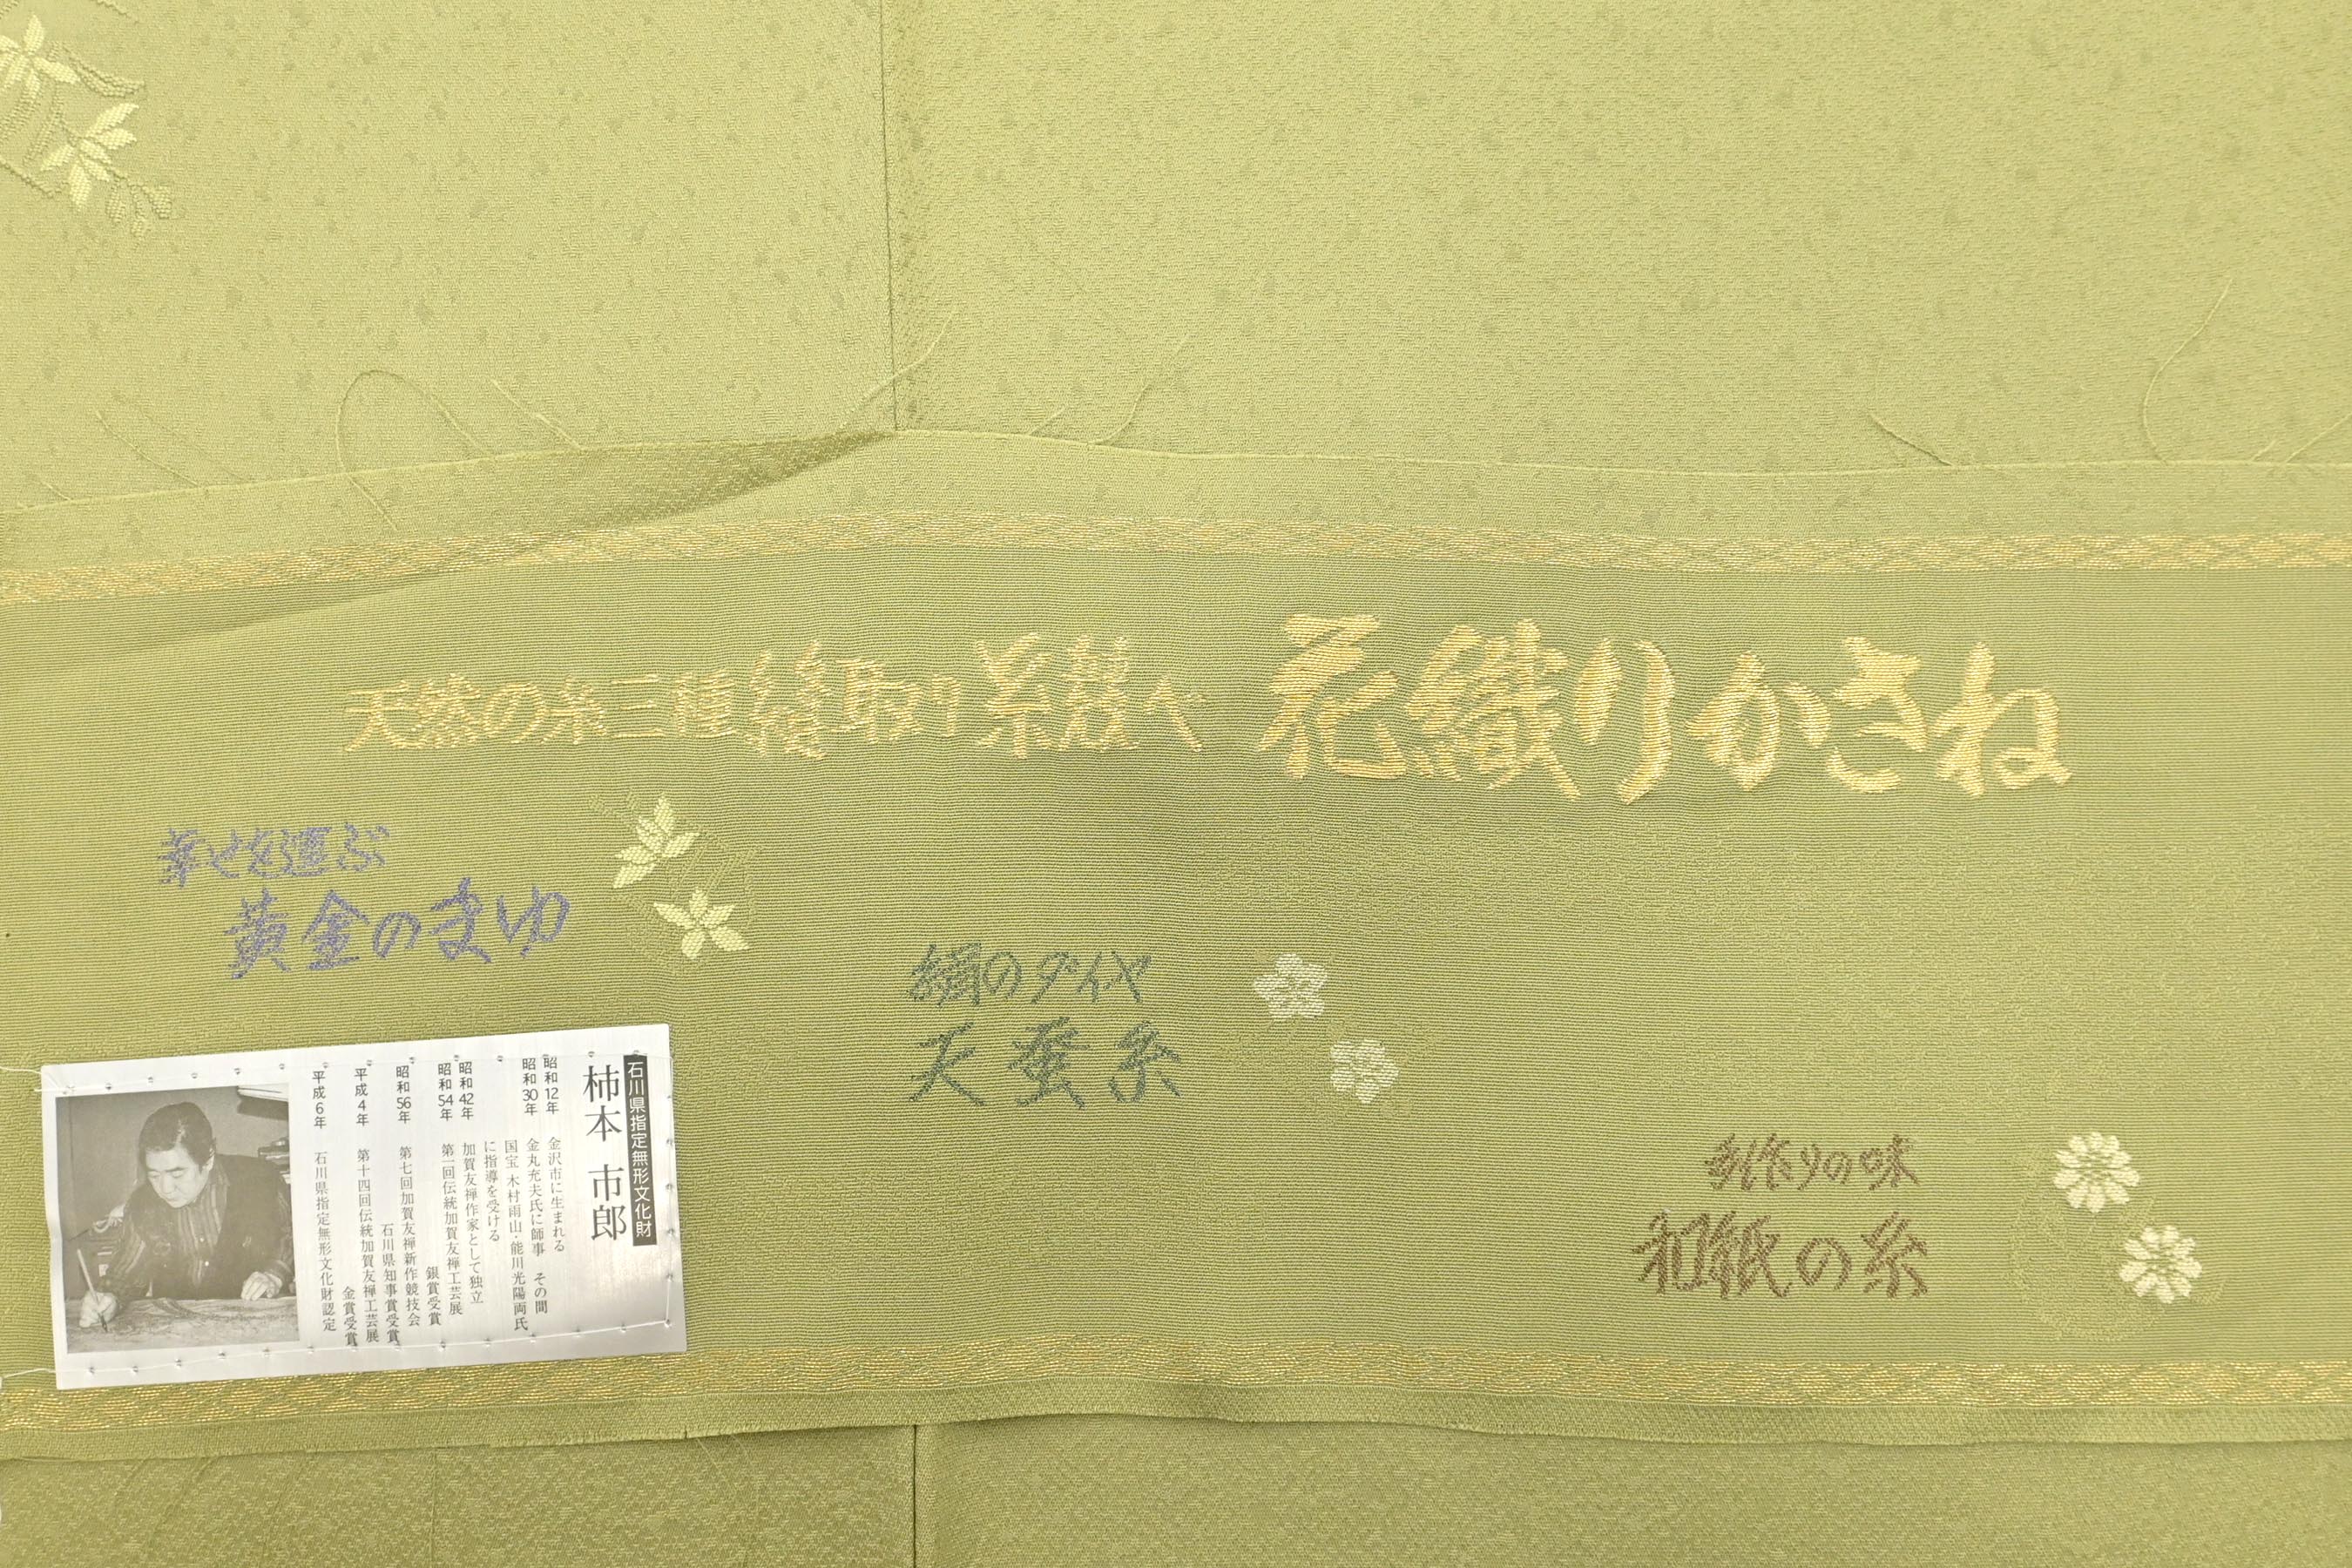 天然の糸三種縫取り糸競べ 花織りかさね
幸せを運ぶ
黄金のまゆ
絹のダイヤ
天蚕糸
手作りの味
和紙の糸
石川県指定無形文化財
柿本 市郎
昭和12年 金沢市に生まれる
昭和30年 金丸充夫氏に師事 その間
国宝 木村雨山・能川光陽両氏
に指導を受ける
昭和42年 加賀友禅作家として独立
昭和54年 第一回伝統加賀友禅工芸展
銀賞受賞
昭和56年 第七回加賀友禅新作競技会
石川県知事賞受賞
平成4年 第十四回伝統加賀友禅工芸展
金賞受賞
平成6年 石川県指定無形文化財認定